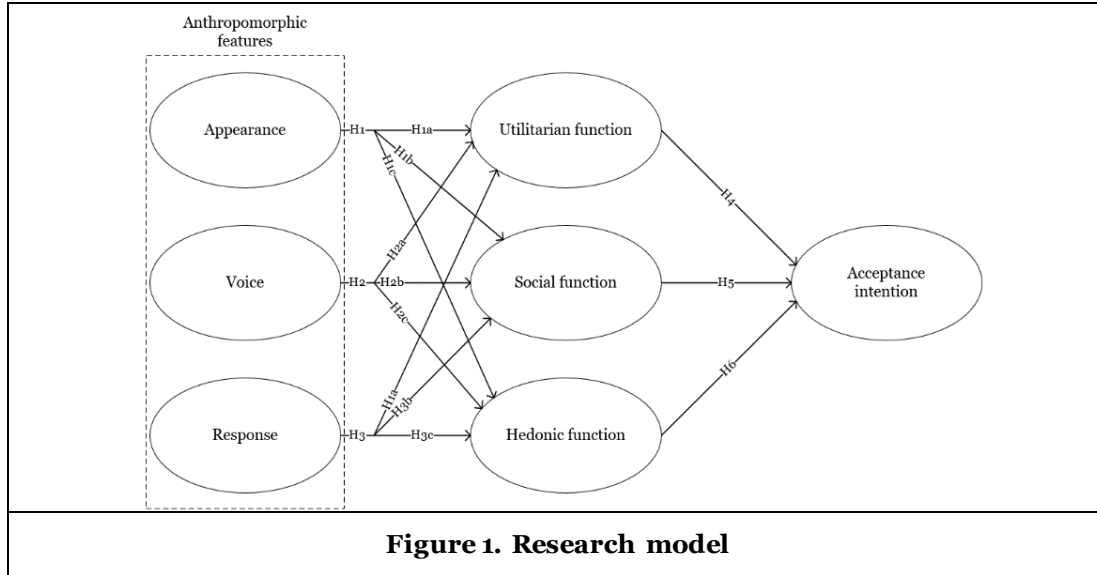 Anthropomorphic
features
Appearance
H1
H1a
H1b
H1c
Utilitarian function
H4
Voice
H2
H2a
H2b
H2c
Social function
H5
Acceptance
intention
Response
H3
H1a
H3b
H3c
Hedonic function
H6
Figure 1. Research model